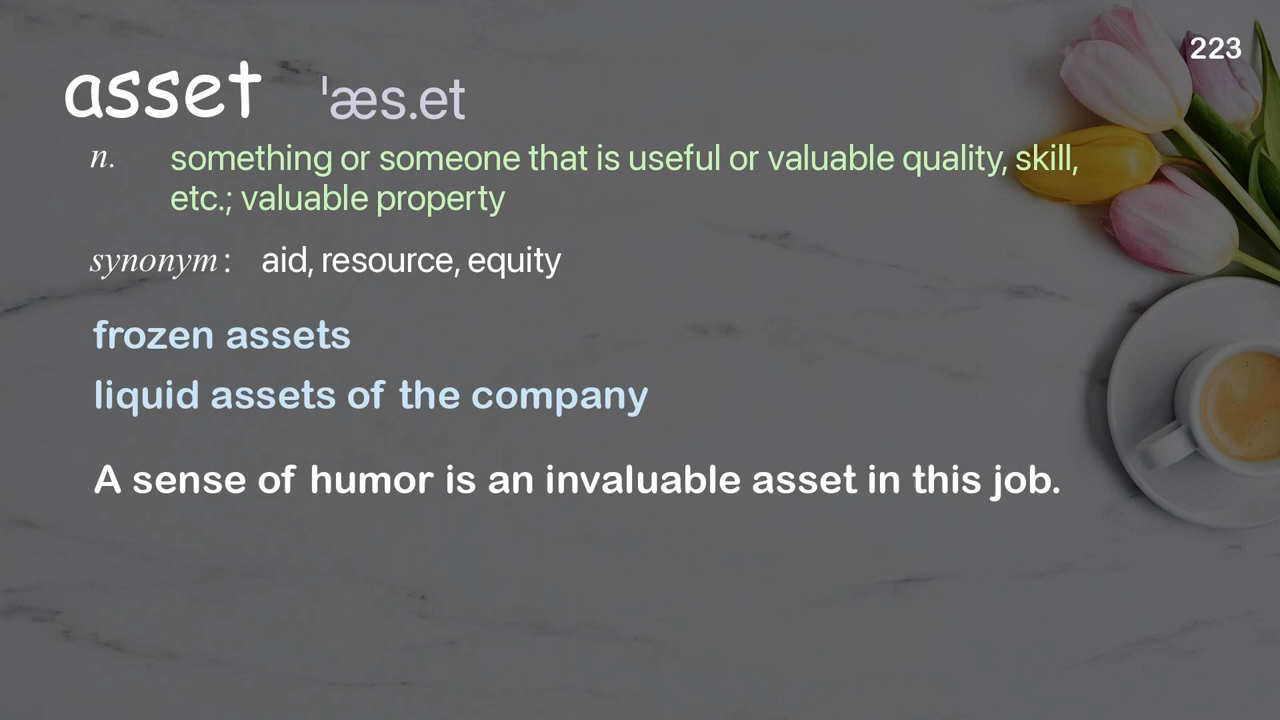 223
asset ˈæs.et
n. something or someone that is useful or valuable quality, skill,
etc.; valuable property
synonym : aid, resource, equity
frozen assets
liquid assets of the company
A sense of humor is an invaluable asset in this job.